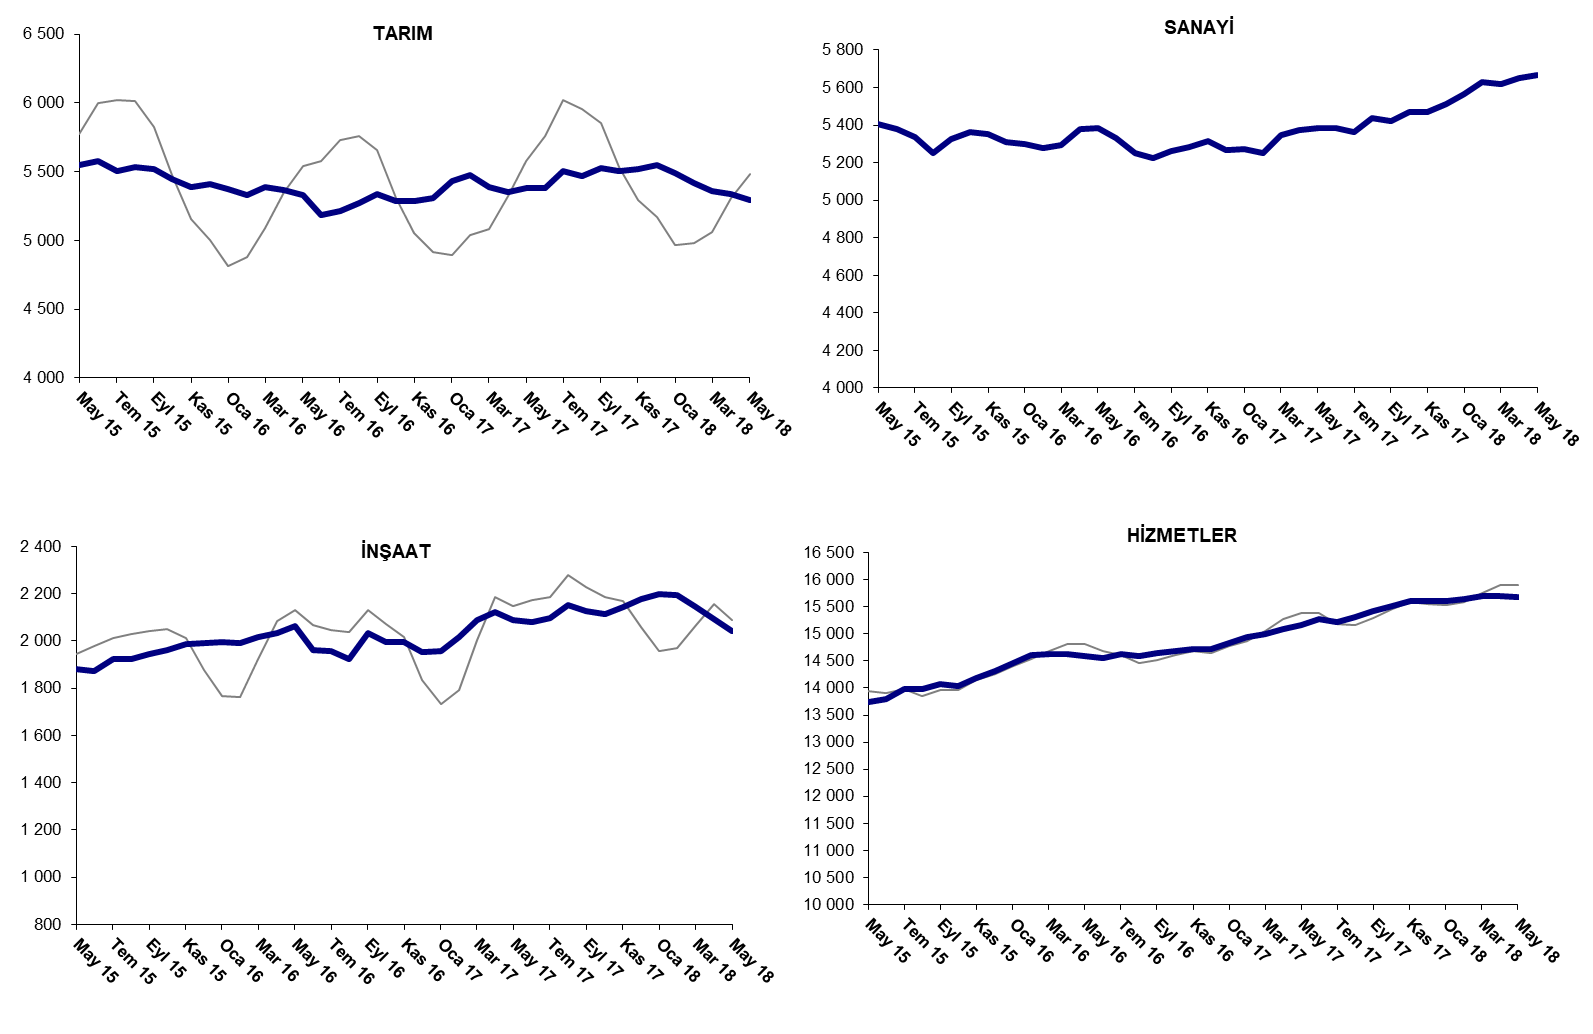 TARIM
6 500
6 000
5 500
5 000
4 500
4 000
May 15
Tem 15
Eyl 15
Kas 15
Oca 16
Mar 16
May 16
Tem 16
Eyl 16
Kas 16
Oca 17
Mar 17
May 17
Tem 17
Eyl 17
Kas 17
Oca 18
Mar 18
May 18
SANAYİ
5 800
5 600
5 400
5 200
5 000
4 800
4 600
4 400
4 200
4 000
May 15
Tem 15
Eyl 15
Kas 15
Oca 16
Mar 16
May 16
Tem 16
Eyl 16
Kas 16
Oca 17
Mar 17
May 17
Tem 17
Eyl 17
Kas 17
Oca 18
Mar 18
May 18
İNŞAAT
2 400
2 200
2 000
1 800
1 600
1 400
1 200
1 000
800
May 15
Tem 15
Eyl 15
Kas 15
Oca 16
Mar 16
May 16
Tem 16
Eyl 16
Kas 16
Oca 17
Mar 17
May 17
Tem 17
Eyl 17
Kas 17
Oca 18
Mar 18
May 18
HİZMETLER
16 500
16 000
15 500
15 000
14 500
14 000
13 500
13 000
12 500
12 000
11 500
11 000
10 500
10 000
May 15
Tem 15
Eyl 15
Kas 15
Oca 16
Mar 16
May 16
Tem 16
Eyl 16
Kas 16
Oca 17
Mar 17
May 17
Tem 17
Eyl 17
Kas 17
Oca 18
Mar 18
May 18